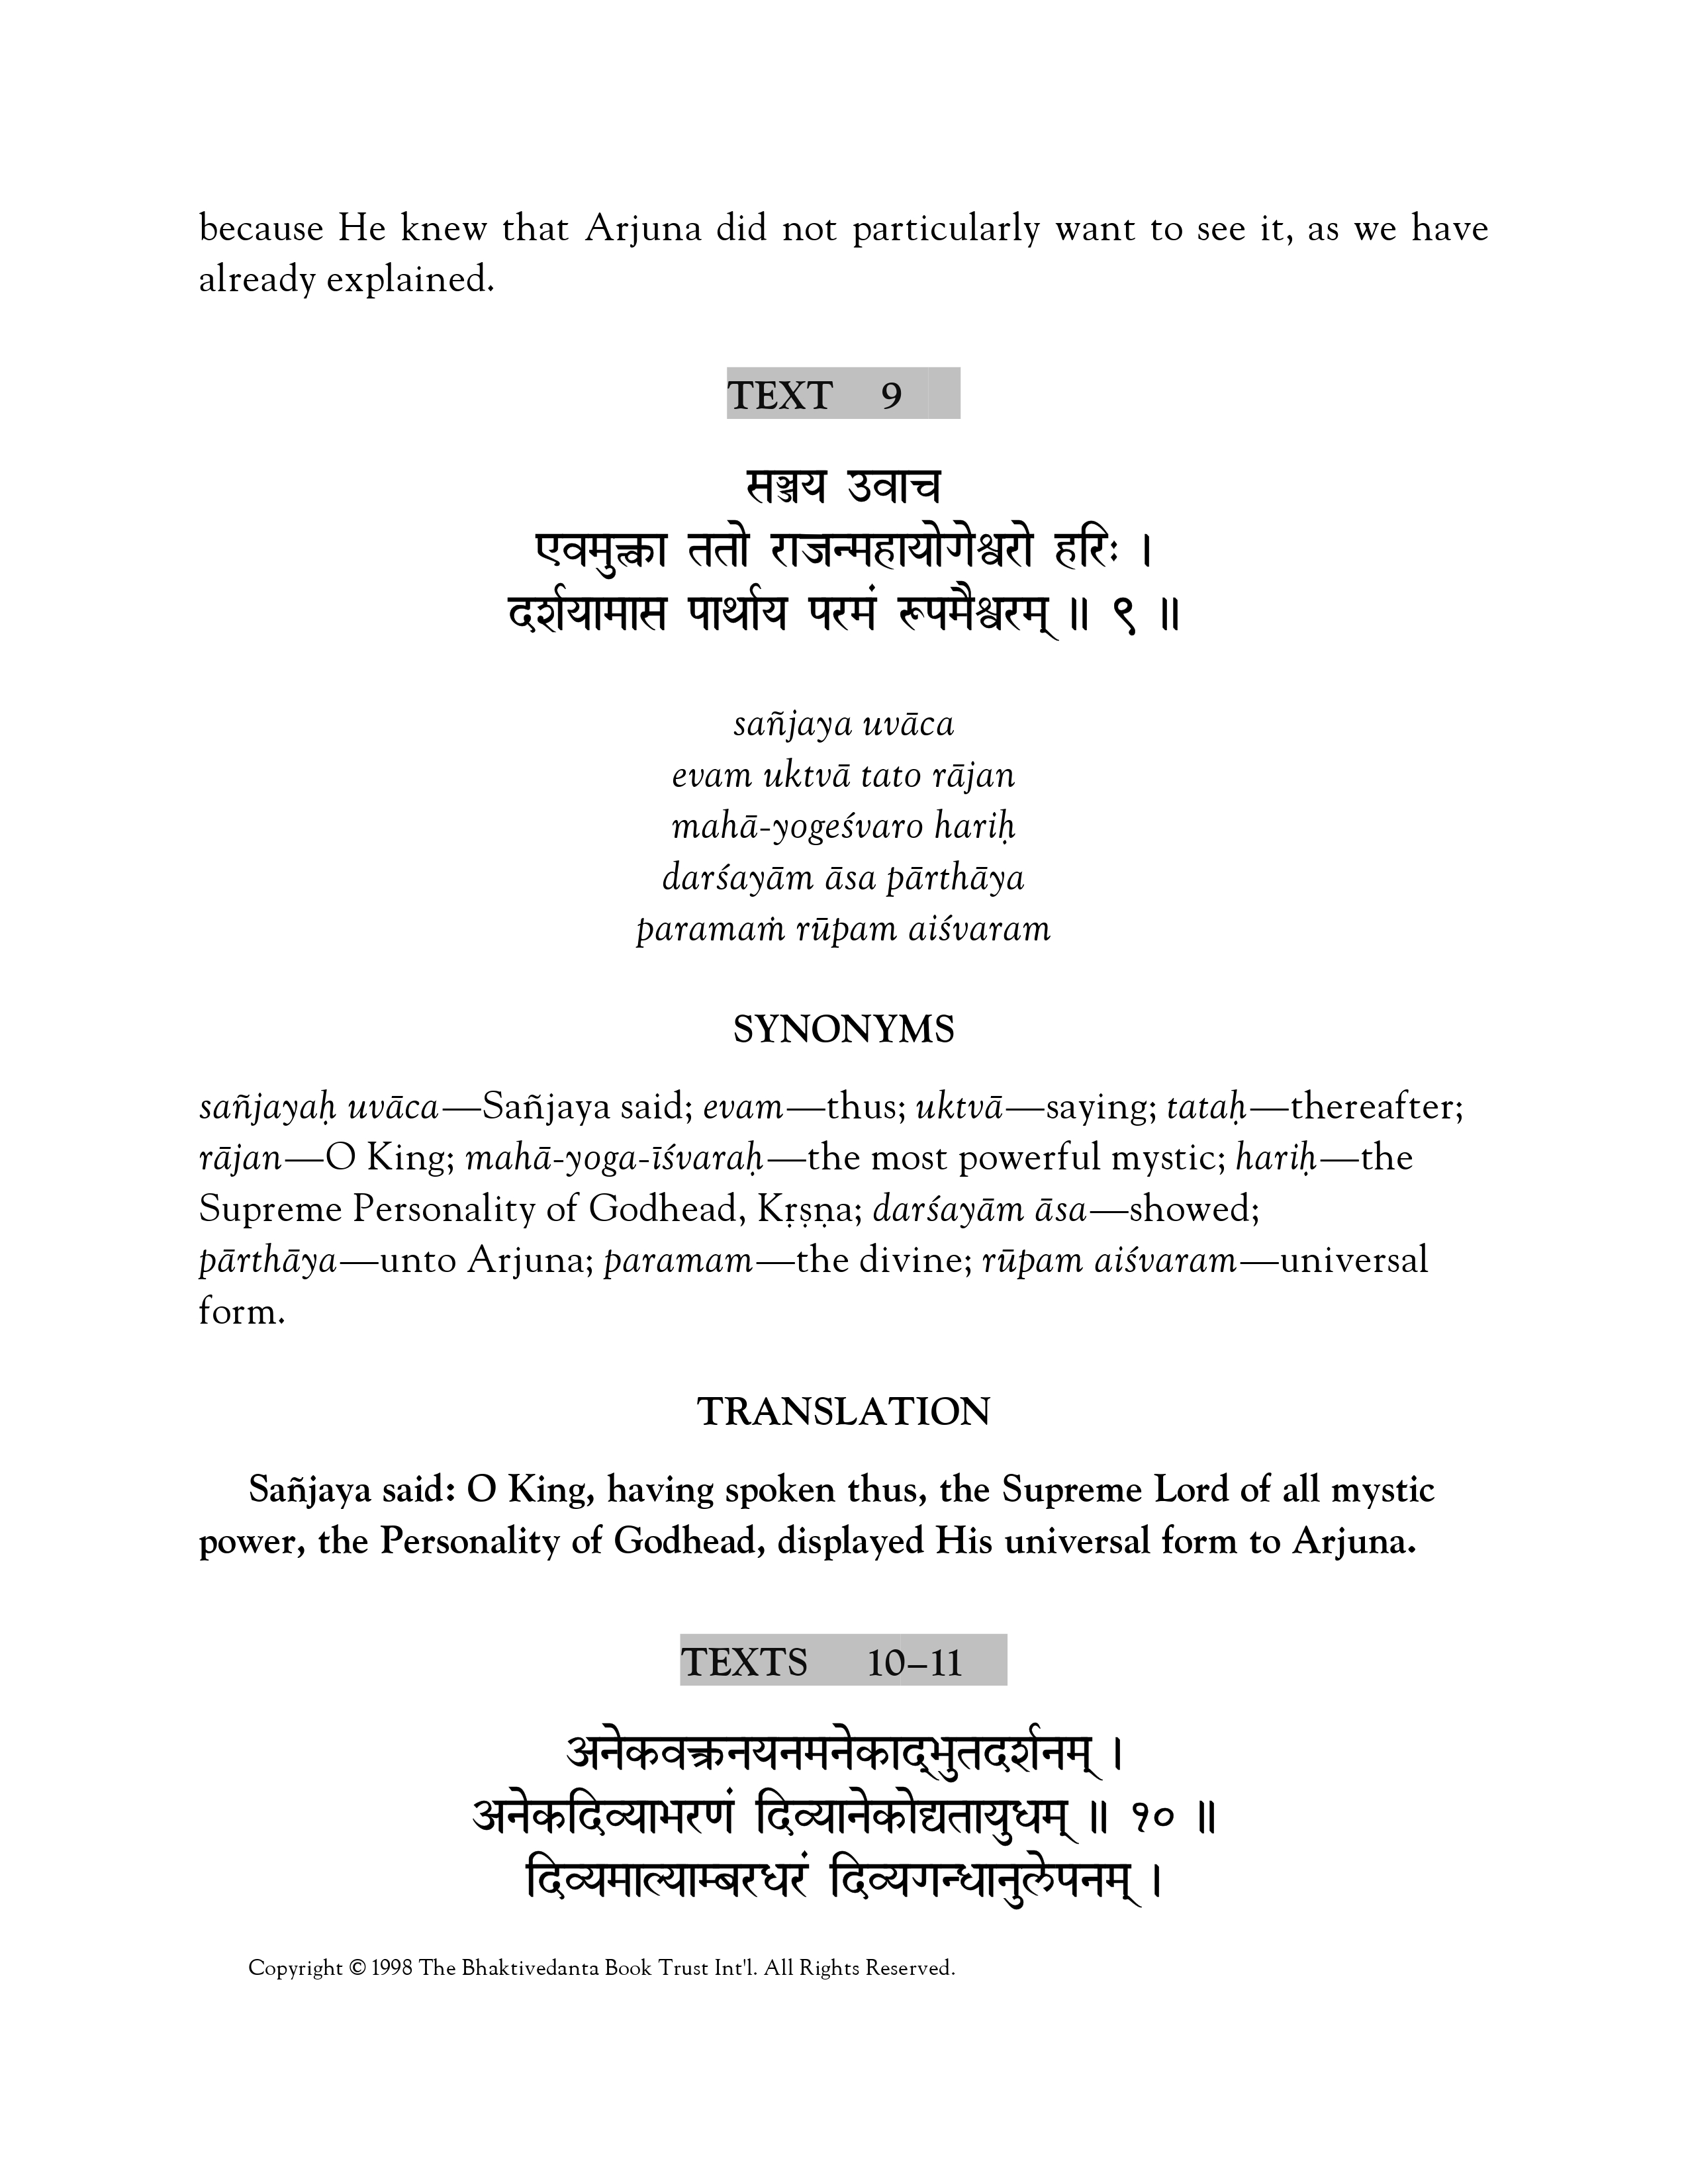 because He knew that Arjuna did not particularly want to see it, as we have
already explained.
TEXT 9
सञ्जय उवाच
एवमुक्त्वा ततो राजन्महायोगेश्वरो हरिः ।
दर्शयामास पार्थाय परमं रूपमैश्वरम् ॥ ९ ॥
sañjaya uvāca
evam uktvā tato rājan
mahā-yogeśvaro hariḥ
darśayām āsa pārthāya
paramaṁ rūpam aiśvaram
SYNONYMS
sañjayaḥ uvāca—Sañjaya said; evam—thus; uktvā—saying; tataḥ—thereafter;
rājan—O King; mahā-yoga-īśvaraḥ—the most powerful mystic; hariḥ—the
Supreme Personality of Godhead, Kṛṣṇa; darśayām āsa—showed;
pārthāya—unto Arjuna; paramam—the divine; rūpam aiśvaram—universal
form.
TRANSLATION
Sañjaya said: O King, having spoken thus, the Supreme Lord of all mystic
power, the Personality of Godhead, displayed His universal form to Arjuna.
TEXTS 10–11
अनेकवक्त्रनयनमनेकाद्भुतदर्शनम् ।
अनेकदिव्याभरणं दिव्यानेकोद्यतायुधम् ॥ १० ॥
दिव्यमाल्याम्बरधरं दिव्यगन्धानुलेपनम् ।
Copyright © 1998 The Bhaktivedanta Book Trust Int'l. All Rights Reserved.